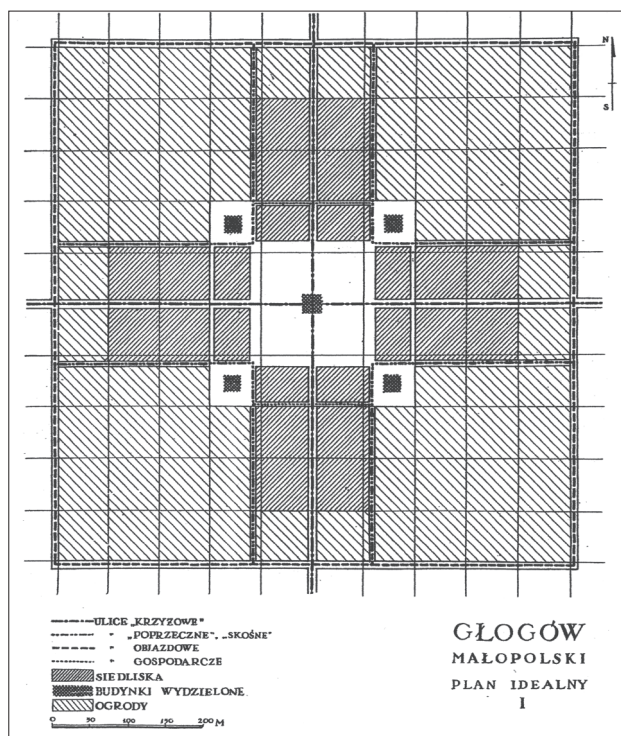 N
S
ULICE „KRZYŻOWE"
" „POPRZECZNE", „SKOŚNE"
" OBJAZDOWE
" GOSPODARCZE
SIEDLISKA
BUDYNKI WYDZIELONE
OGRODY
0 50 100 150 200 M
GŁOGÓW
MAŁOPOLSKI
PLAN IDEALNY
I